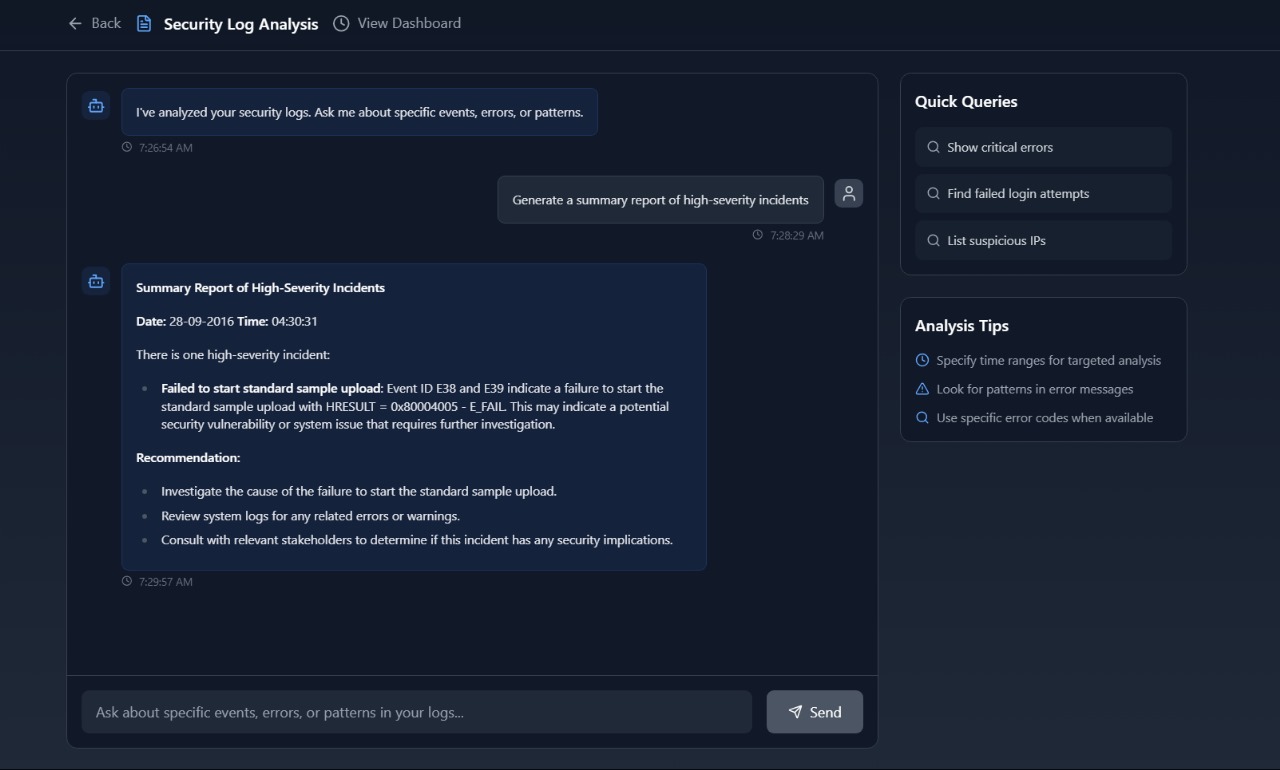 Back
Security Log Analysis
View Dashboard
I've analyzed your security logs. Ask me about specific events, errors, or patterns.
7:26:54 AM
Generate a summary report of high-severity incidents
7:28:29 AM
Summary Report of High-Severity Incidents
Date: 28-09-2016 Time: 04:30:31
There is one high-severity incident:
Failed to start standard sample upload: Event ID E38 and E39 indicate a failure to start the
standard sample upload with HRESULT = 0x80004005 - E_FAIL. This may indicate a potential
security vulnerability or system issue that requires further investigation.
Recommendation:
Investigate the cause of the failure to start the standard sample upload.
Review system logs for any related errors or warnings.
Consult with relevant stakeholders to determine if this incident has any security implications.
7:29:57 AM
Ask about specific events, errors, or patterns in your logs...
Send
Quick Queries
Show critical errors
Find failed login attempts
List suspicious IPs
Analysis Tips
Specify time ranges for targeted analysis
Look for patterns in error messages
Use specific error codes when available